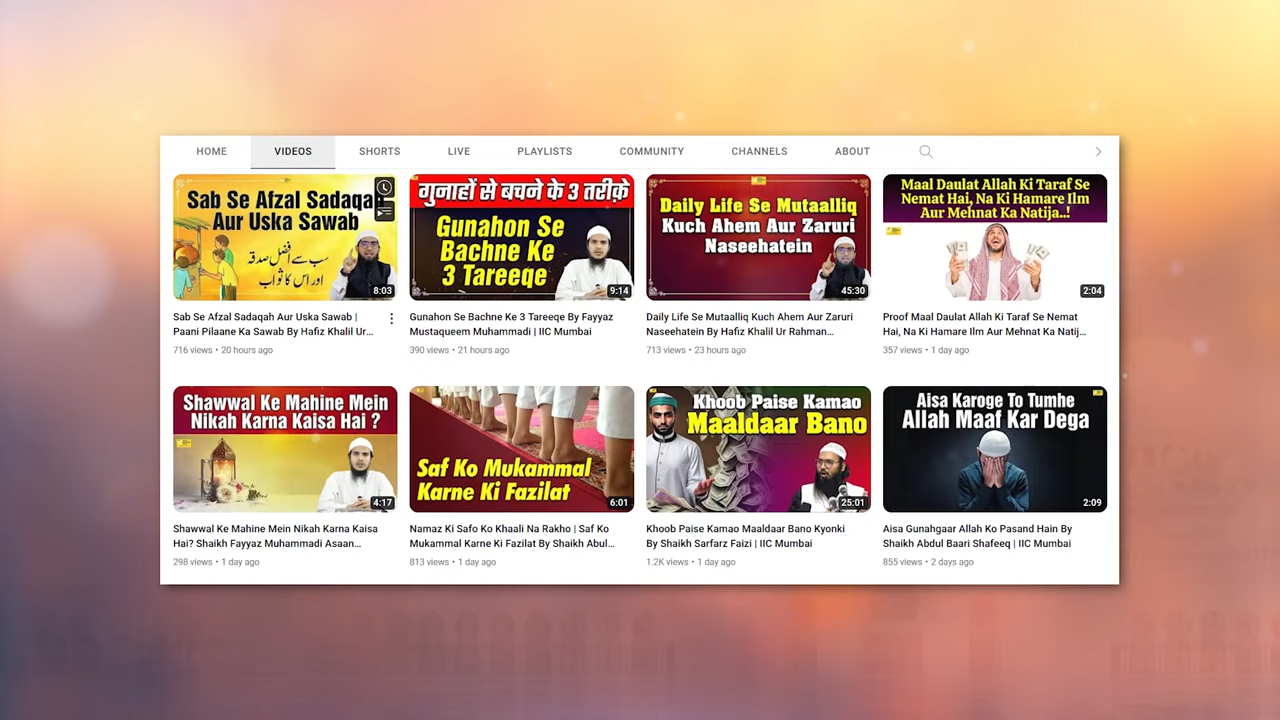 HOME VIDEOS SHORTS LIVE PLAYLISTS COMMUNITY CHANNELS ABOUT
Sab Se Afzal Sadaqah
Aur Uska Sawab
سب سے افضل صدقہ
اور اس کا ثواب
8:03
Sab Se Afzal Sadaqah Aur Uska Sawab |
Paani Pilaane Ka Sawab By Hafiz Khalil Ur...
716 views • 20 hours ago
गुनाहों से बचने के 3 तरीक़े
Gunahon Se
Bachne Ke
3 Tareeqe
9:14
Gunahon Se Bachne Ke 3 Tareeqe By Fayyaz
Mustaqueem Muhammadi | IIC Mumbai
390 views • 21 hours ago
Daily Life Se Mutaalliq
Kuch Ahem Aur Zaruri
Naseehatein
45:30
Daily Life Se Mutaalliq Kuch Ahem Aur Zaruri
Naseehatein By Hafiz Khalil Ur Rahman...
713 views • 23 hours ago
Maal Daulat Allah Ki Taraf Se
Nemat Hai, Na Ki Hamare Ilm
Aur Mehnat Ka Natija..!
2:04
Proof Maal Daulat Allah Ki Taraf Se Nemat
Hai, Na Ki Hamare Ilm Aur Mehnat Ka Natij...
357 views • 1 day ago
Shawwal Ke Mahine Mein
Nikah Karna Kaisa Hai ?
4:17
Shawwal Ke Mahine Mein Nikah Karna Kaisa
Hai? Shaikh Fayyaz Muhammadi Asaan...
298 views • 1 day ago
Saf Ko Mukammal
Karne Ki Fazilat
6:01
Namaz Ki Safo Ko Khaali Na Rakho | Saf Ko
Mukammal Karne Ki Fazilat By Shaikh Abul...
813 views • 1 day ago
Khoob Paise Kamao
Maaldaar Bano
25:01
Khoob Paise Kamao Maaldaar Bano Kyonki
By Shaikh Sarfarz Faizi | IIC Mumbai
1.2K views • 1 day ago
Aisa Karoge To Tumhe
Allah Maaf Kar Dega
2:09
Aisa Gunahgaar Allah Ko Pasand Hain By
Shaikh Abdul Baari Shafeeq | IIC Mumbai
855 views • 2 days ago